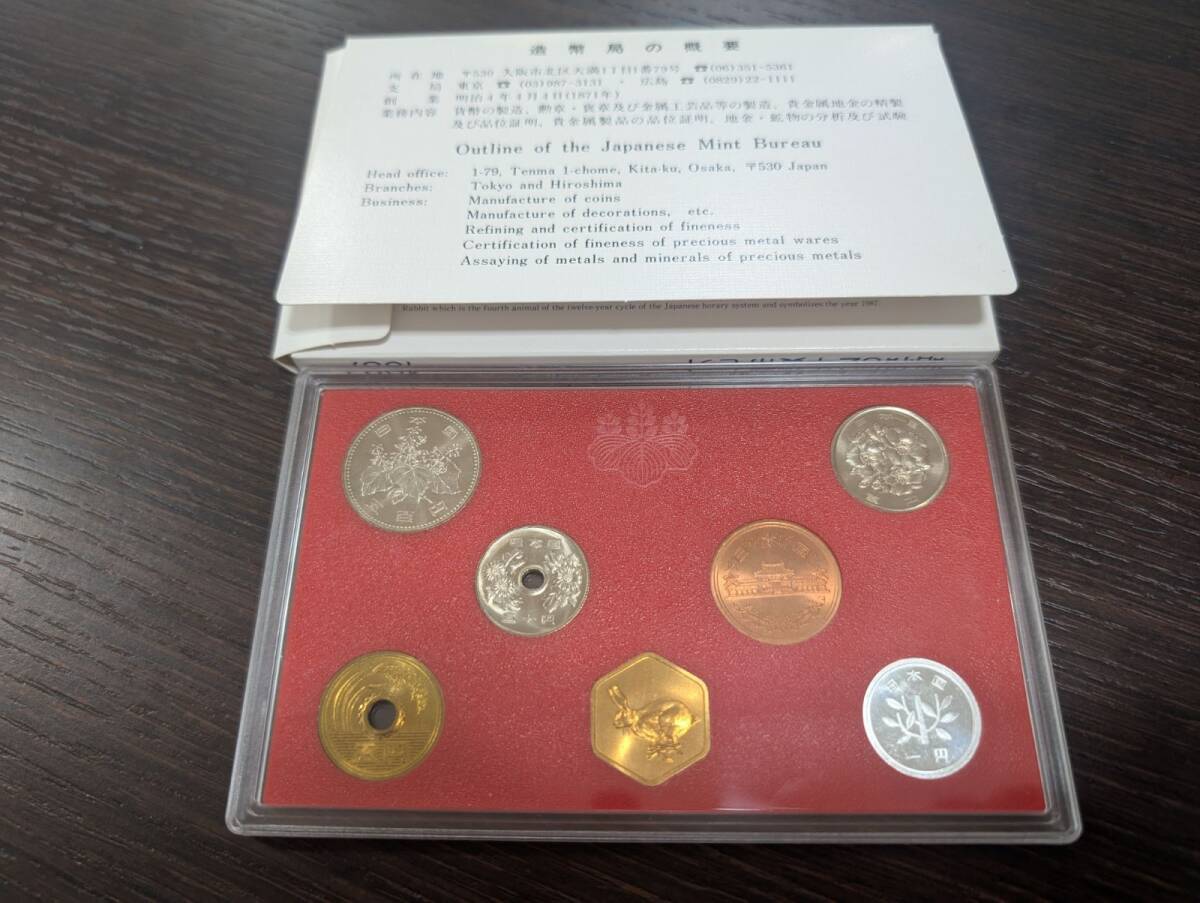 造幣局の概要
所在地 〒530 大阪市北区天満1丁目1番79号 ☎(06)351-5361
支局 東京 ☎(03)987-3131 ・ 広島 ☎(0829)22-1111
創業 明治4年4月4日(1871年)
業務内容 貨幣の製造、勲章・褒章及び金属工芸品等の製造、貴金属地金の精製
及び品位証明、貴金属製品の品位証明、地金・鉱物の分析及び試験
Outline of the Japanese Mint Bureau
Head office: 1-79, Tenma 1-chome, Kita-ku, Osaka, 〒530 Japan
Branches: Tokyo and Hiroshima
Business: Manufacture of coins
Manufacture of decorations, etc.
Refining and certification of fineness
Certification of fineness of precious metal wares
Assaying of metals and minerals of precious metals
Rabbit which is the fourth animal of the twelve-year cycle of the Japanese horary system and symbolizes the year 1987.
日本国
五百円
日本国
百円
日本国
五十円
日本国
五円
日本国
一円